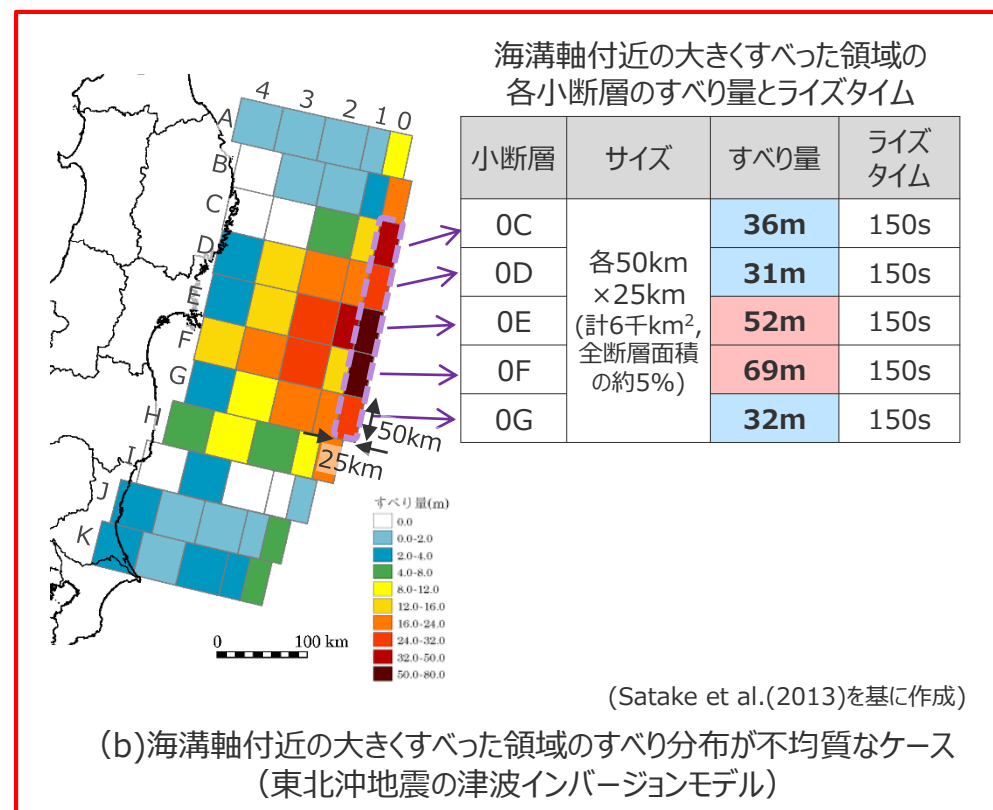 海溝軸付近の大きくすべった領域の
各小断層のすべり量とライズタイム
4 3 2 1 0
A
B
C
D
E
F
G
H
I
J
K
小断層 サイズ すべり量 ライズ
タイム
0C 36m 150s
0D 31m 150s
0E 52m 150s
0F 69m 150s
0G 32m 150s
各50km
×25km
(計6千km²,
全断層面積
の約5%)
50km
25km
すべり量(m)
0.0
0.0-2.0
2.0-4.0
4.0-8.0
8.0-12.0
12.0-16.0
16.0-24.0
24.0-32.0
32.0-50.0
50.0-80.0
0 100 km
(Satake et al.(2013)を基に作成)
(b)海溝軸付近の大きくすべった領域のすべり分布が不均質なケース
(東北沖地震の津波インバージョンモデル)